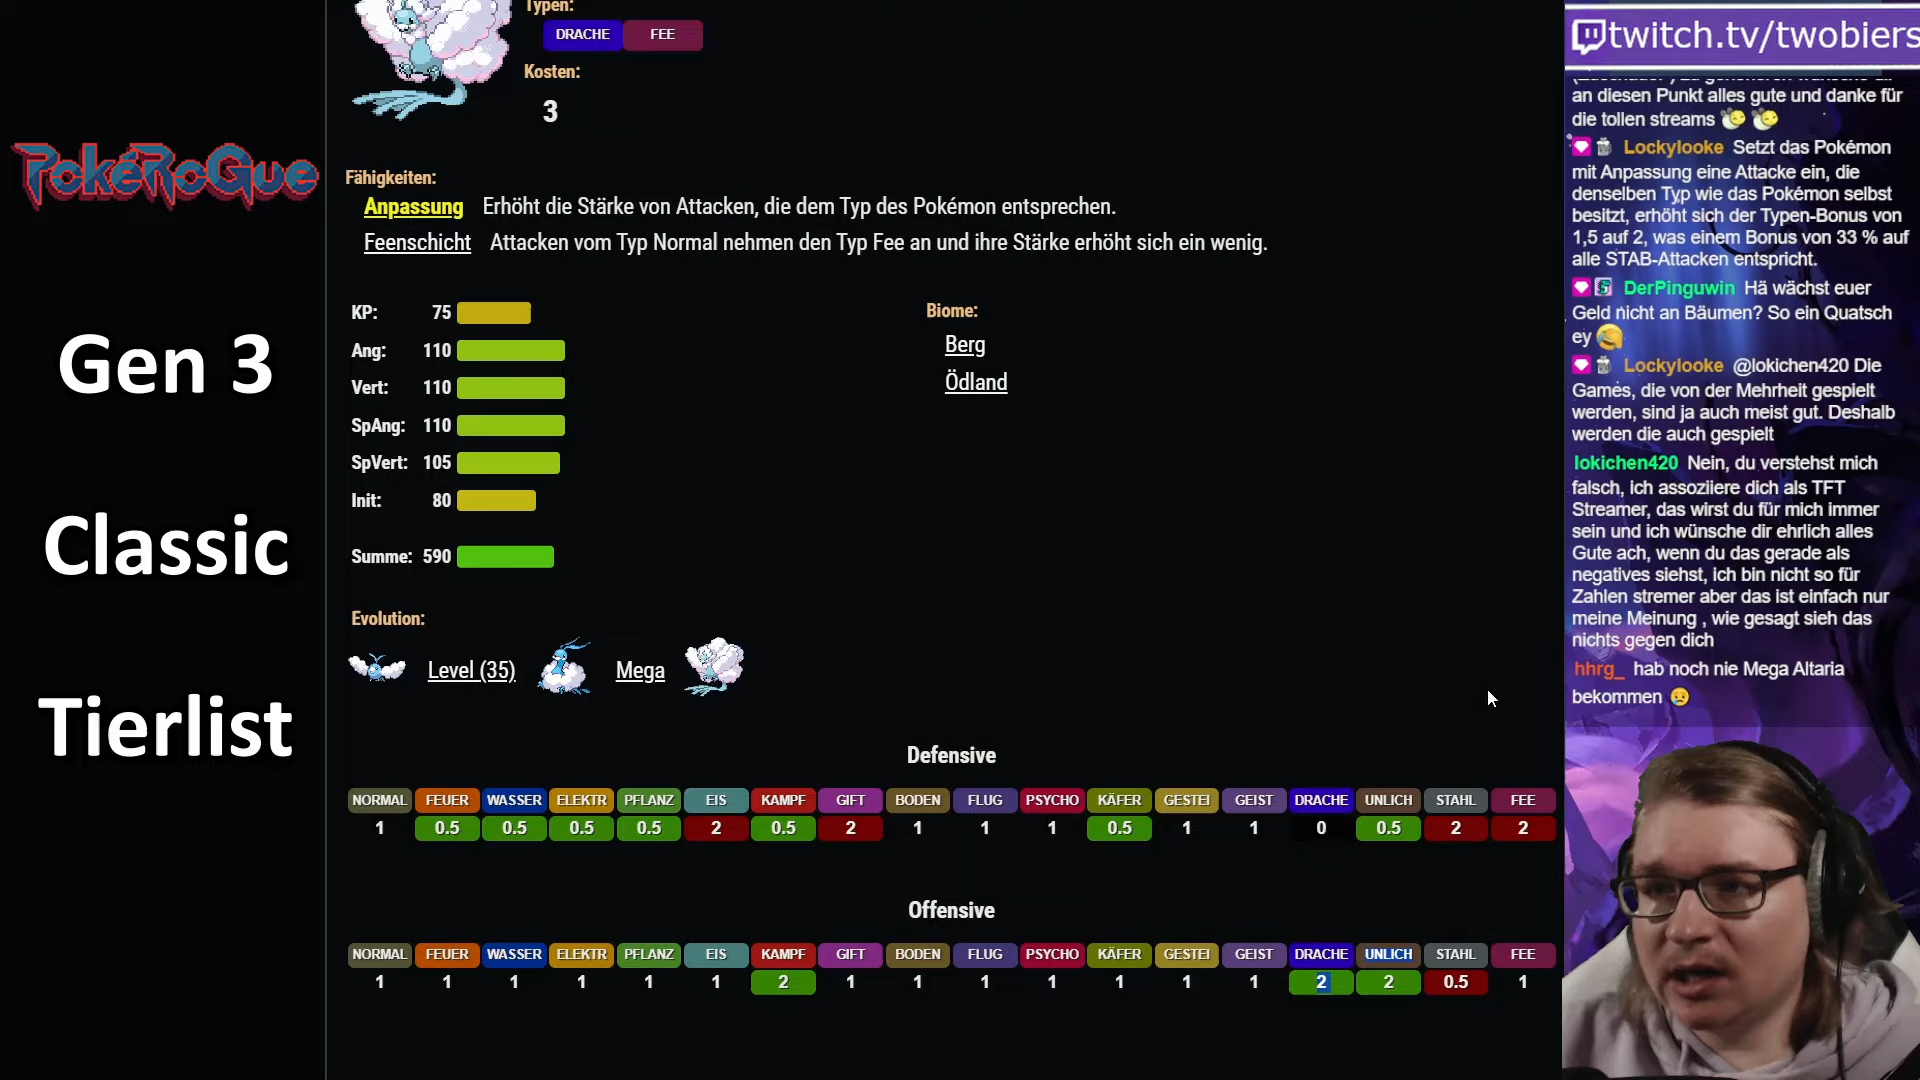 PokéRoGue
Gen 3
Classic
Tierlist
Typen:
DRACHE FEE
Kosten:
3
Fähigkeiten:
Anpassung Erhöht die Stärke von Attacken, die dem Typ des Pokémon entsprechen.
Feenschicht Attacken vom Typ Normal nehmen den Typ Fee an und ihre Stärke erhöht sich ein wenig.
KP: 75
Ang: 110
Vert: 110
SpAng: 110
SpVert: 105
Init: 80
Summe: 590
Biome:
Berg
Ödland
Evolution:
Level (35) Mega
Defensive
NORMAL FEUER WASSER ELEKTR PFLANZ EIS KAMPF GIFT BODEN FLUG PSYCHO KÄFER GESTEI GEIST DRACHE UNLICH STAHL FEE
1 0.5 0.5 0.5 0.5 2 0.5 2 1 1 1 0.5 1 1 0 0.5 2 2
Offensive
NORMAL FEUER WASSER ELEKTR PFLANZ EIS KAMPF GIFT BODEN FLUG PSYCHO KÄFER GESTEI GEIST DRACHE UNLICH STAHL FEE
1 1 1 1 1 1 2 1 1 1 1 1 1 1 2 2 0.5 1
twitch.tv/twobiers
an diesen Punkt alles gute und danke für
die tollen streams
Lockylooke Setzt das Pokémon
mit Anpassung eine Attacke ein, die
denselben Typ wie das Pokémon selbst
besitzt, erhöht sich der Typen-Bonus von
1,5 auf 2, was einem Bonus von 33 % auf
alle STAB-Attacken entspricht.
DerPinguwin Hä wächst euer
Geld nicht an Bäumen? So ein Quatsch
ey
Lockylooke @lokichen420 Die
Games, die von der Mehrheit gespielt
werden, sind ja auch meist gut. Deshalb
werden die auch gespielt
lokichen420 Nein, du verstehst mich
falsch, ich assoziiere dich als TFT
Streamer, das wirst du für mich immer
sein und ich wünsche dir ehrlich alles
Gute ach, wenn du das gerade als
negatives siehst, ich bin nicht so für
Zahlen stremer aber das ist einfach nur
meine Meinung , wie gesagt sieh das
nichts gegen dich
hhrg_ hab noch nie Mega Altaria
bekommen